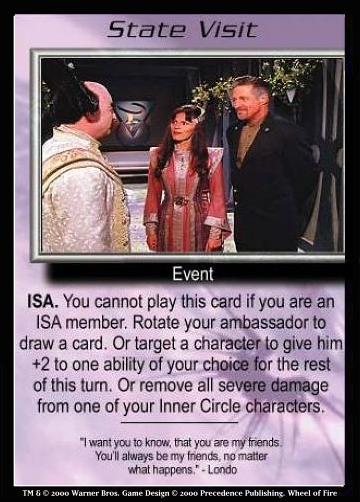 State Visit
Event
ISA. You cannot play this card if you are an
ISA member. Rotate your ambassador to
draw a card. Or target a character to give him
+2 to one ability of your choice for the rest
of this turn. Or remove all severe damage
from one of your Inner Circle characters.
"I want you to know, that you are my friends.
You'll always be my friends, no matter
what happens." - Londo
TM & © 2000 Warner Bros. Game Design © 2000 Precedence Publishing. Wheel of Fire